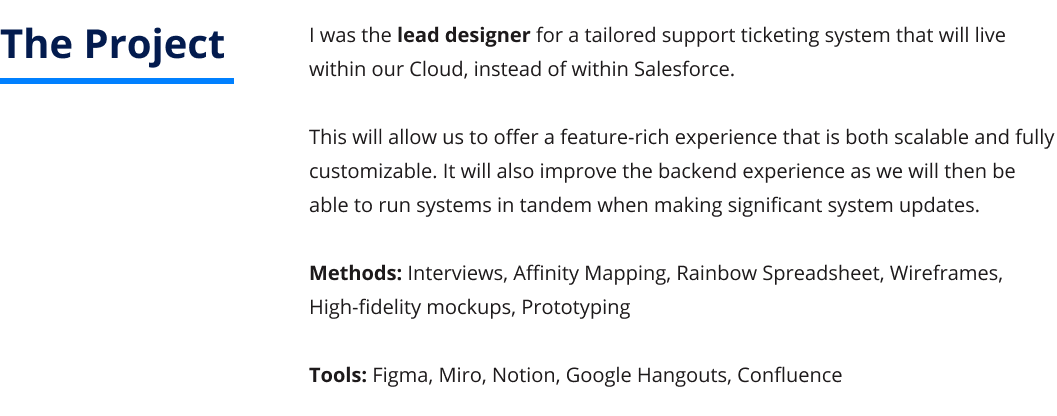 The Project
I was the lead designer for a tailored support ticketing system that will live
within our Cloud, instead of within Salesforce.
This will allow us to offer a feature-rich experience that is both scalable and fully
customizable. It will also improve the backend experience as we will then be
able to run systems in tandem when making significant system updates.
Methods: Interviews, Affinity Mapping, Rainbow Spreadsheet, Wireframes,
High-fidelity mockups, Prototyping
Tools: Figma, Miro, Notion, Google Hangouts, Confluence